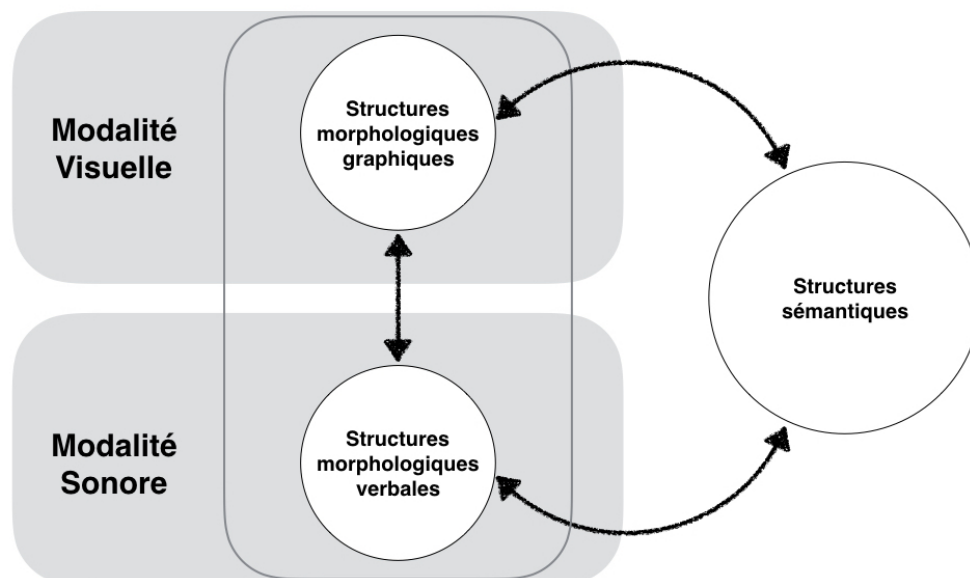 Modalité
Visuelle
Structures
morphologiques
graphiques
Structures
sémantiques
Modalité
Sonore
Structures
morphologiques
verbales